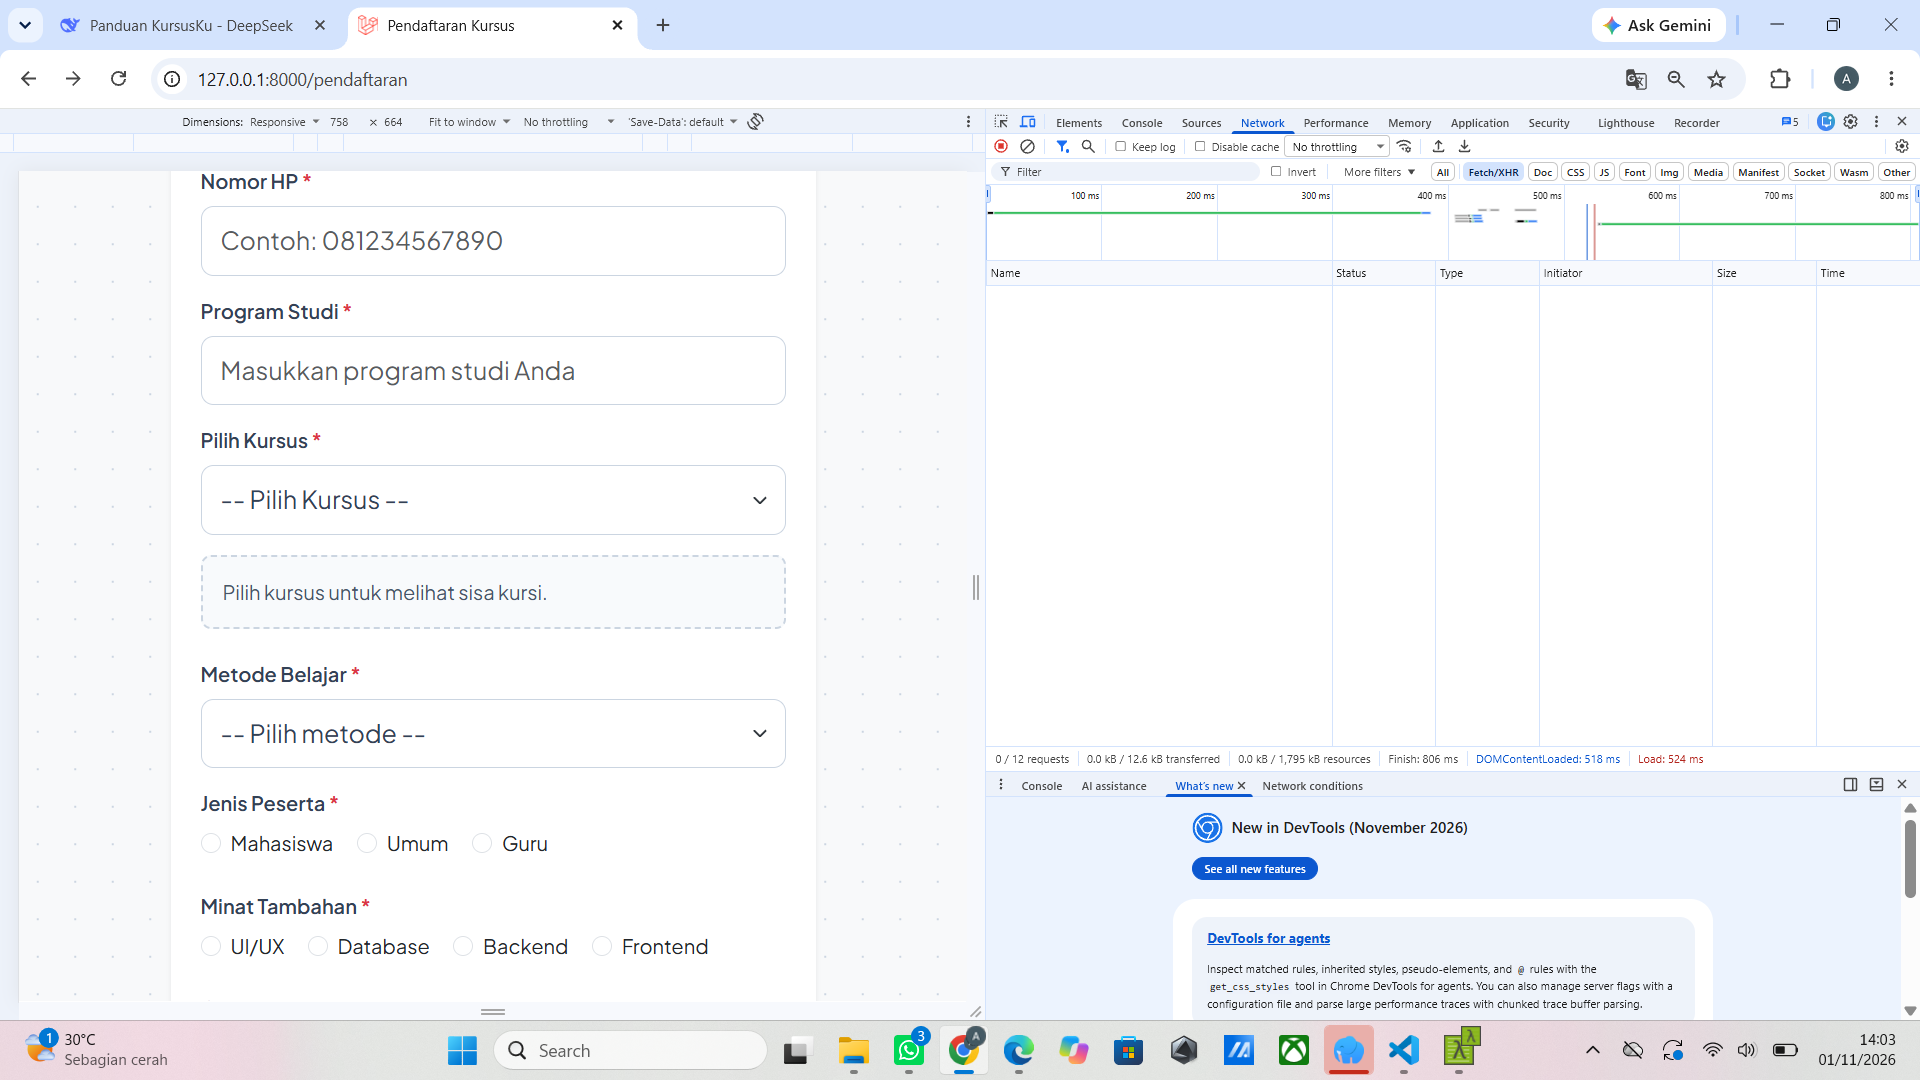 Panduan KursusKu - DeepSeek
Pendaftaran Kursus
Ask Gemini
127.0.0.1:8000/pendaftaran
A
Dimensions: Responsive 758 × 664 Fit to window No throttling 'Save-Data': default
Nomor HP *
Contoh: 081234567890
Program Studi *
Masukkan program studi Anda
Pilih Kursus *
-- Pilih Kursus --
Pilih kursus untuk melihat sisa kursi.
Metode Belajar *
-- Pilih metode --
Jenis Peserta *
Mahasiswa Umum Guru
Minat Tambahan *
UI/UX Database Backend Frontend
Elements Console Sources Network Performance Memory Application Security Lighthouse Recorder 5
Keep log Disable cache No throttling
Filter Invert More filters All Fetch/XHR Doc CSS JS Font Img Media Manifest Socket Wasm Other
100 ms 200 ms 300 ms 400 ms 500 ms 600 ms 700 ms 800 ms
Name Status Type Initiator Size Time
0 / 12 requests 0.0 kB / 12.6 kB transferred 0.0 kB / 1,795 kB resources Finish: 806 ms DOMContentLoaded: 518 ms Load: 524 ms
Console AI assistance What's new Network conditions
New in DevTools (November 2026)
See all new features
DevTools for agents
Inspect matched rules, inherited styles, pseudo-elements, and @ rules with the
get_css_styles tool in Chrome DevTools for agents. You can also manage server flags with a
configuration file and parse large performance traces with chunked trace buffer parsing.
1
30°C
Sebagian cerah
Search
3
A
14:03
01/11/2026